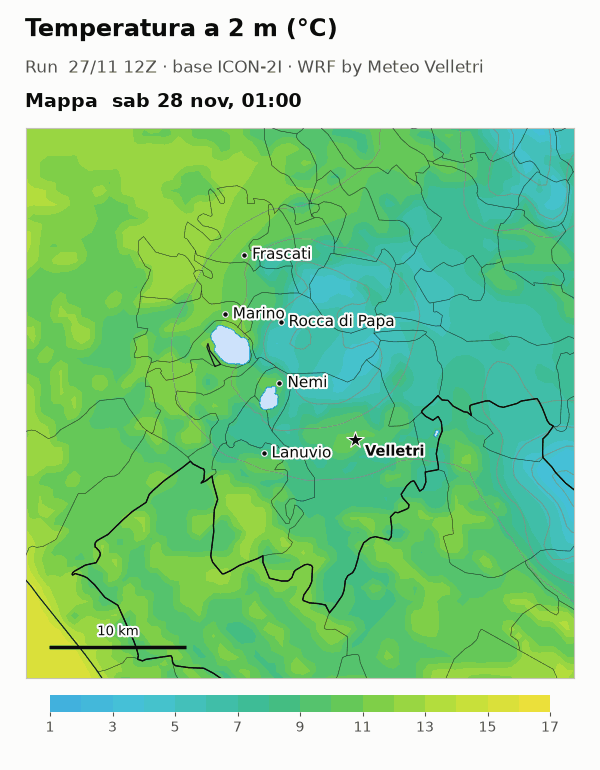 Temperatura a 2 m (°C)
Run  27/11 12Z · base ICON-2I · WRF by Meteo Velletri
Mappa  sab 28 nov, 01:00
Frascati
Marino
Rocca di Papa
Nemi
Velletri
Lanuvio
10 km
1 3 5 7 9 11 13 15 17